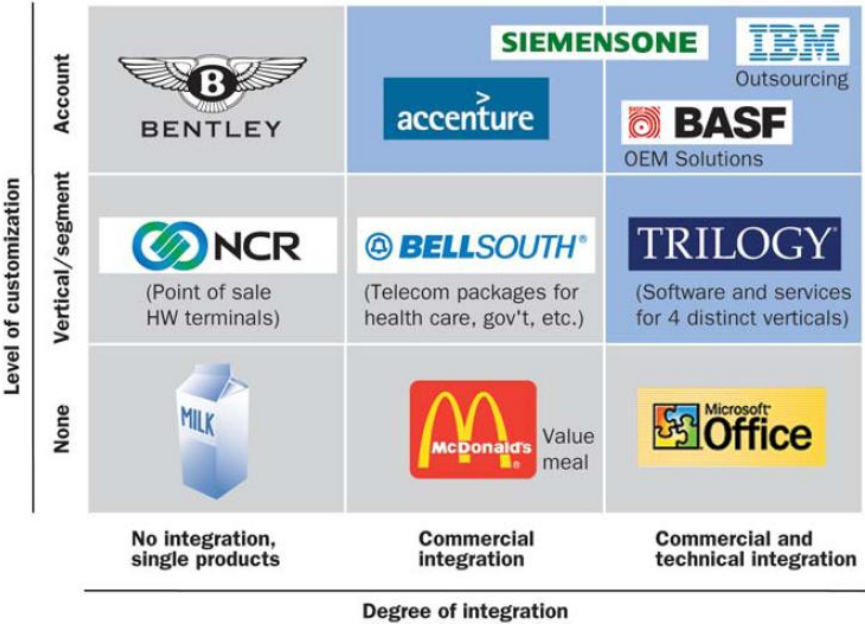 Level of customization
Account
Vertical/segment
None
B
BENTLEY
>
accenture
SIEMENSONE
IBM
Outsourcing
BASF
BASF
OEM Solutions
NCR
(Point of sale
HW terminals)
BELLSOUTH®
(Telecom packages for
health care, gov't, etc.)
TRILOGY
(Software and services
for 4 distinct verticals)
MILK
McDonald's
®
Value
meal
Microsoft®
Office
No integration,
single products
Commercial
integration
Commercial and
technical integration
Degree of integration